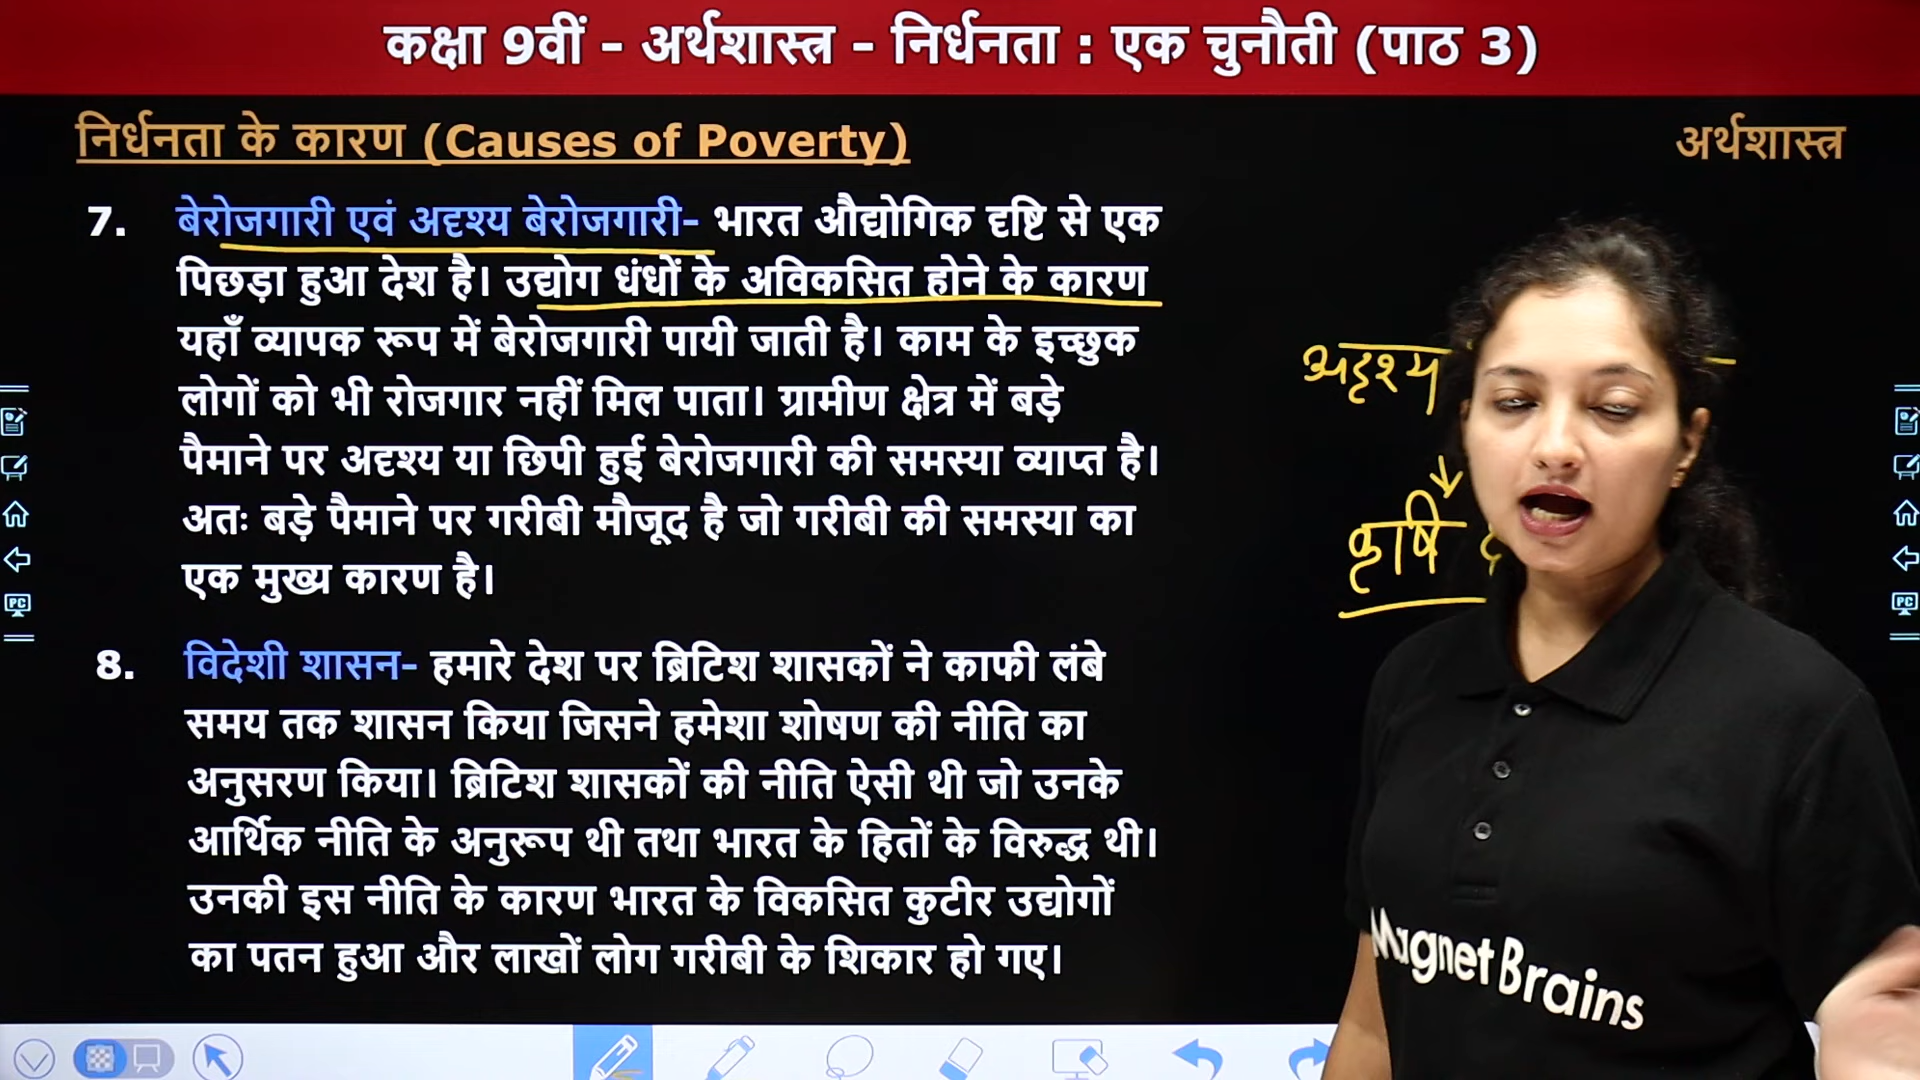 कक्षा 9वीं - अर्थशास्त्र - निर्धनता : एक चुनौती (पाठ 3)
निर्धनता के कारण (Causes of Poverty)
अर्थशास्त्र
7. बेरोजगारी एवं अदृश्य बेरोजगारी- भारत औद्योगिक दृष्टि से एक
पिछड़ा हुआ देश है। उद्योग धंधों के अविकसित होने के कारण
यहाँ व्यापक रूप में बेरोजगारी पायी जाती है। काम के इच्छुक
लोगों को भी रोजगार नहीं मिल पाता। ग्रामीण क्षेत्र में बड़े
पैमाने पर अदृश्य या छिपी हुई बेरोजगारी की समस्या व्याप्त है।
अतः बड़े पैमाने पर गरीबी मौजूद है जो गरीबी की समस्या का
एक मुख्य कारण है।
8. विदेशी शासन- हमारे देश पर ब्रिटिश शासकों ने काफी लंबे
समय तक शासन किया जिसने हमेशा शोषण की नीति का
अनुसरण किया। ब्रिटिश शासकों की नीति ऐसी थी जो उनके
आर्थिक नीति के अनुरूप थी तथा भारत के हितों के विरुद्ध थी।
उनकी इस नीति के कारण भारत के विकसित कुटीर उद्योगों
का पतन हुआ और लाखों लोग गरीबी के शिकार हो गए।
अदृश्य
कृषि
Magnet Brains
PC
PC